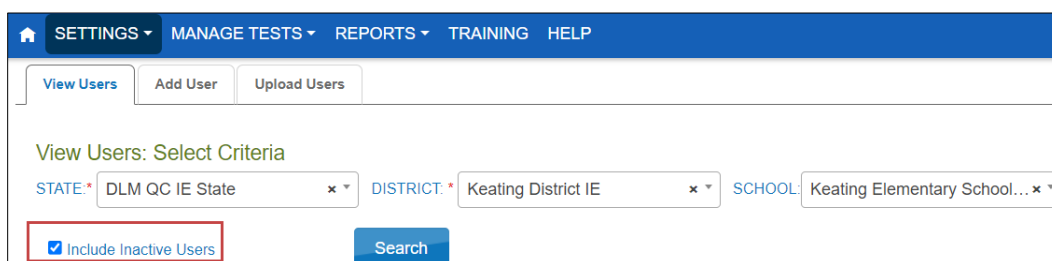 SETTINGS MANAGE TESTS REPORTS TRAINING HELP
View Users Add User Upload Users
View Users: Select Criteria
STATE:* DLM QC IE State × DISTRICT: * Keating District IE × SCHOOL: Keating Elementary School... ×
Include Inactive Users Search